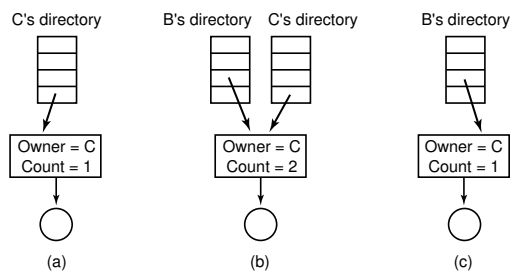 C's directory
B's directory
C's directory
B's directory
Owner = C
Count = 1
Owner = C
Count = 2
Owner = C
Count = 1
(a)
(b)
(c)